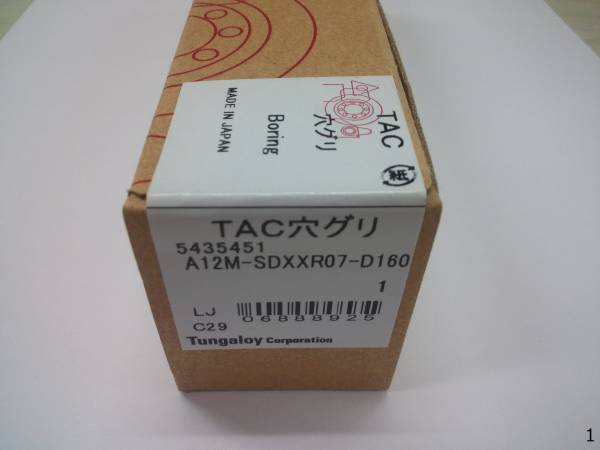 TAC
穴グリ
Boring
MADE IN JAPAN
TAC穴グリ
5435451
A12M-SDXXR07-D160
1
LJ
C29
06888925
Tungaloy Corporation
1